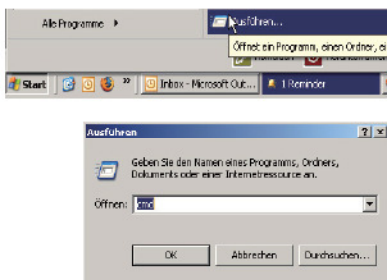 Alle Programme
Ausführen...
Öffnet ein Programm, einen Ordner, ei
Start
»
Inbox - Microsoft Out...
1 Reminder
Ausführen
Geben Sie den Namen eines Programms, Ordners,
Dokuments oder einer Internetressource an.
Öffnen: cmd
OK Abbrechen Durchsuchen...